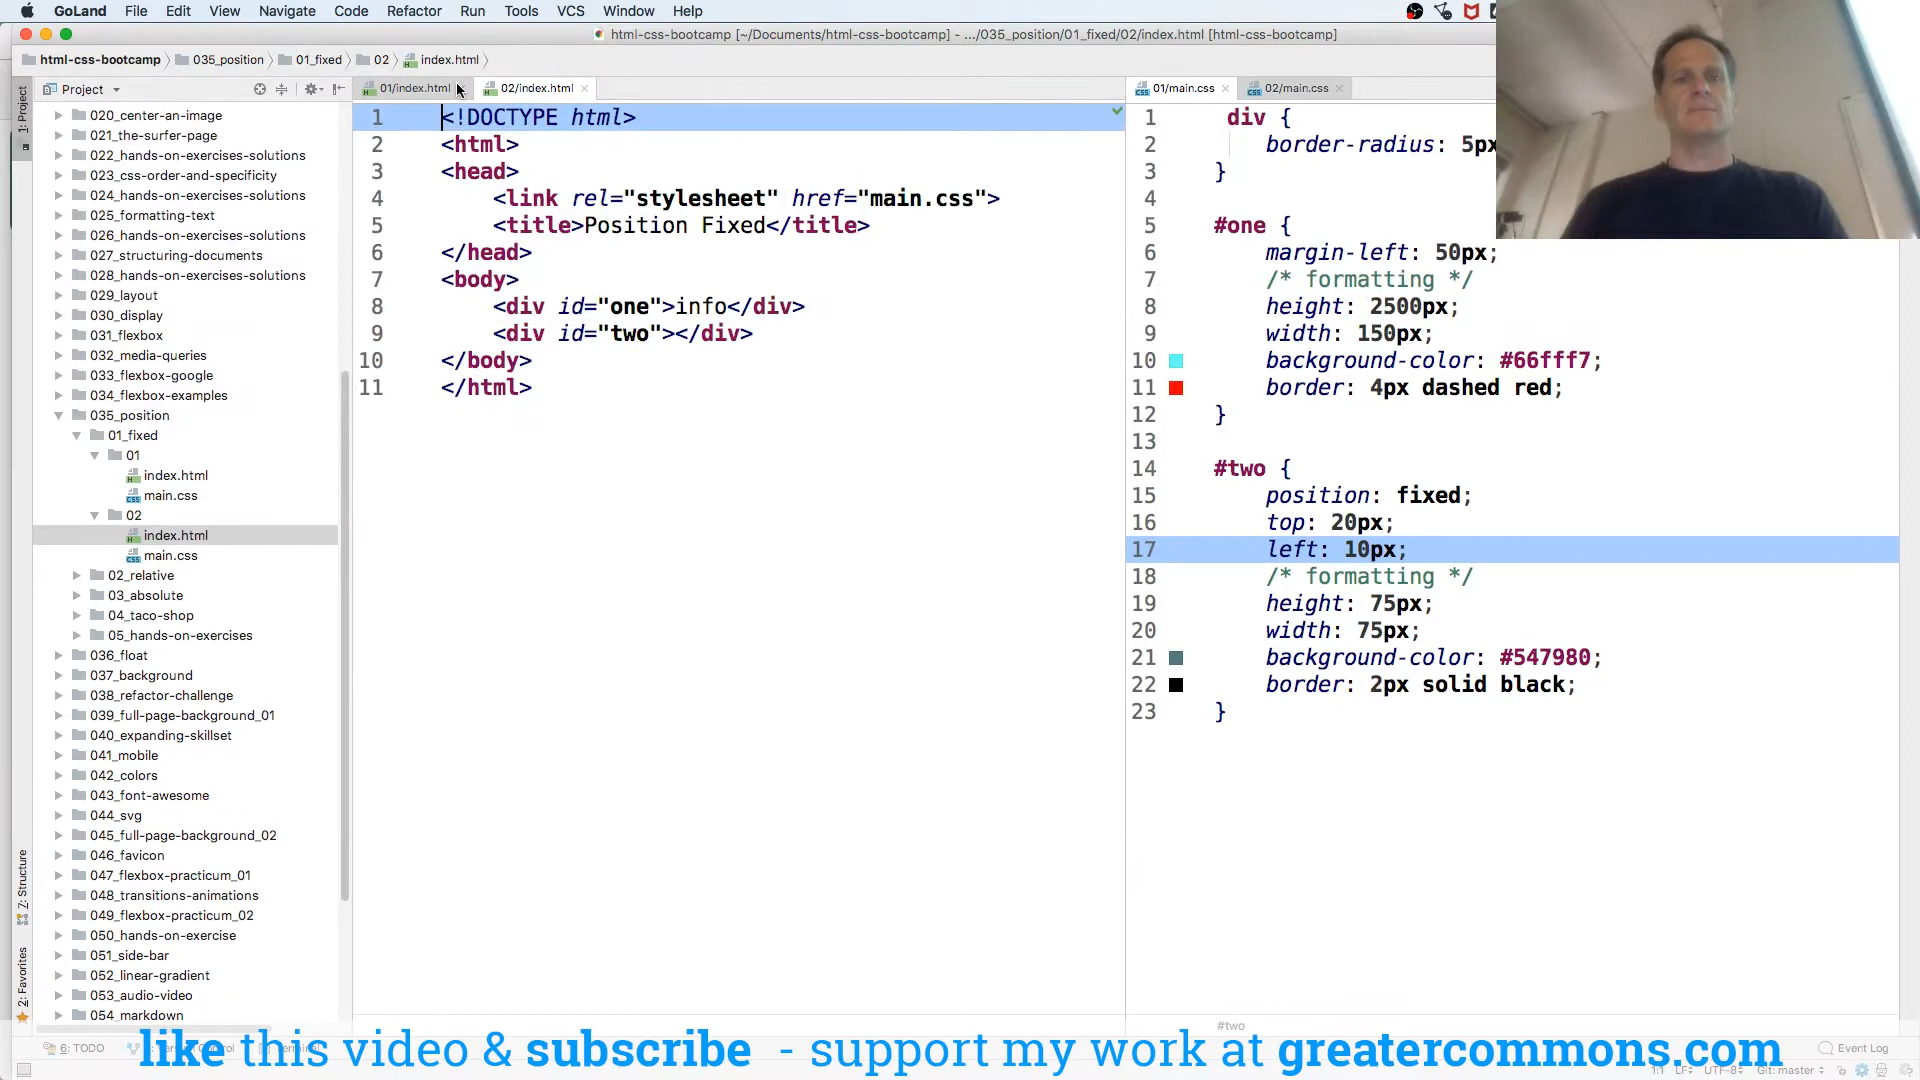 GoLand File Edit View Navigate Code Refactor Run Tools VCS Window Help
html-css-bootcamp [~/Documents/html-css-bootcamp] - .../035_position/01_fixed/02/index.html [html-css-bootcamp]
html-css-bootcamp 035_position 01_fixed 02 index.html
Project
01/index.html 02/index.html
01/main.css 02/main.css
1: Project
020_center-an-image
021_the-surfer-page
022_hands-on-exercises-solutions
023_css-order-and-specificity
024_hands-on-exercises-solutions
025_formatting-text
026_hands-on-exercises-solutions
027_structuring-documents
028_hands-on-exercises-solutions
029_layout
030_display
031_flexbox
032_media-queries
033_flexbox-google
034_flexbox-examples
035_position
01_fixed
01
index.html
main.css
02
index.html
main.css
02_relative
03_absolute
04_taco-shop
05_hands-on-exercises
036_float
037_background
038_refactor-challenge
039_full-page-background_01
040_expanding-skillset
041_mobile
042_colors
043_font-awesome
044_svg
045_full-page-background_02
046_favicon
047_flexbox-practicum_01
048_transitions-animations
049_flexbox-practicum_02
050_hands-on-exercise
051_side-bar
052_linear-gradient
053_audio-video
054_markdown
Z: Structure
2: Favorites
1 <!DOCTYPE html>
2 <html>
3 <head>
4 <link rel="stylesheet" href="main.css">
5 <title>Position Fixed</title>
6 </head>
7 <body>
8 <div id="one">info</div>
9 <div id="two"></div>
10 </body>
11 </html>
1 div {
2 border-radius: 5px
3 }
4
5 #one {
6 margin-left: 50px;
7 /* formatting */
8 height: 2500px;
9 width: 150px;
10 background-color: #66fff7;
11 border: 4px dashed red;
12 }
13
14 #two {
15 position: fixed;
16 top: 20px;
17 left: 10px;
18 /* formatting */
19 height: 75px;
20 width: 75px;
21 background-color: #547980;
22 border: 2px solid black;
23 }
#two
6: TODO
like this video & subscribe - support my work at greatercommons.com
Event Log
1:1 LF UTF-8 Git: master